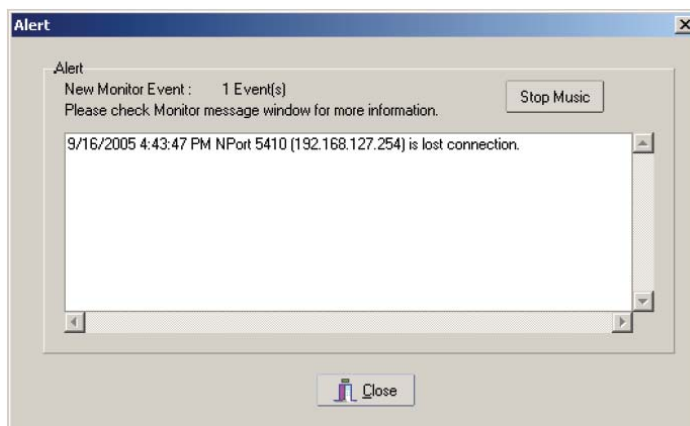 Alert
Alert
New Monitor Event : 1 Event(s)
Please check Monitor message window for more information.
Stop Music
9/16/2005 4:43:47 PM NPort 5410 (192.168.127.254) is lost connection.
Close